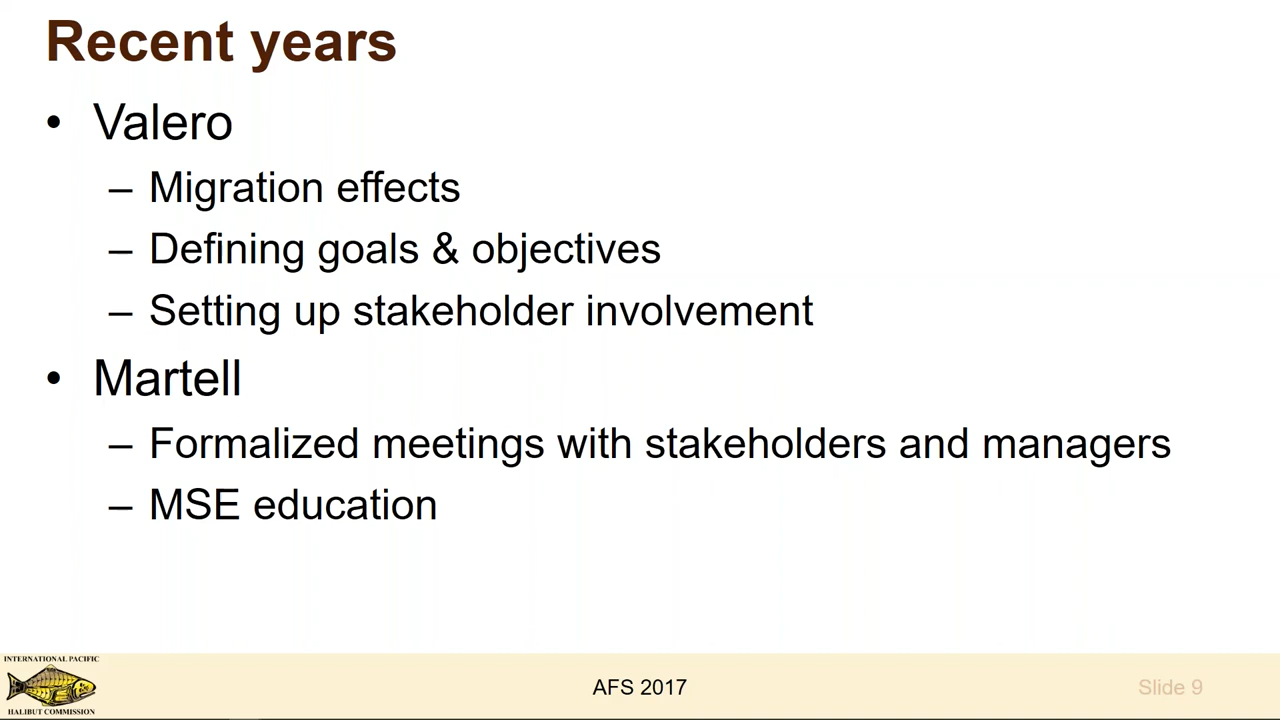 Recent years
• Valero
– Migration effects
– Defining goals & objectives
– Setting up stakeholder involvement
• Martell
– Formalized meetings with stakeholders and managers
– MSE education
INTERNATIONAL PACIFIC
HALIBUT COMMISSION
AFS 2017
Slide 9